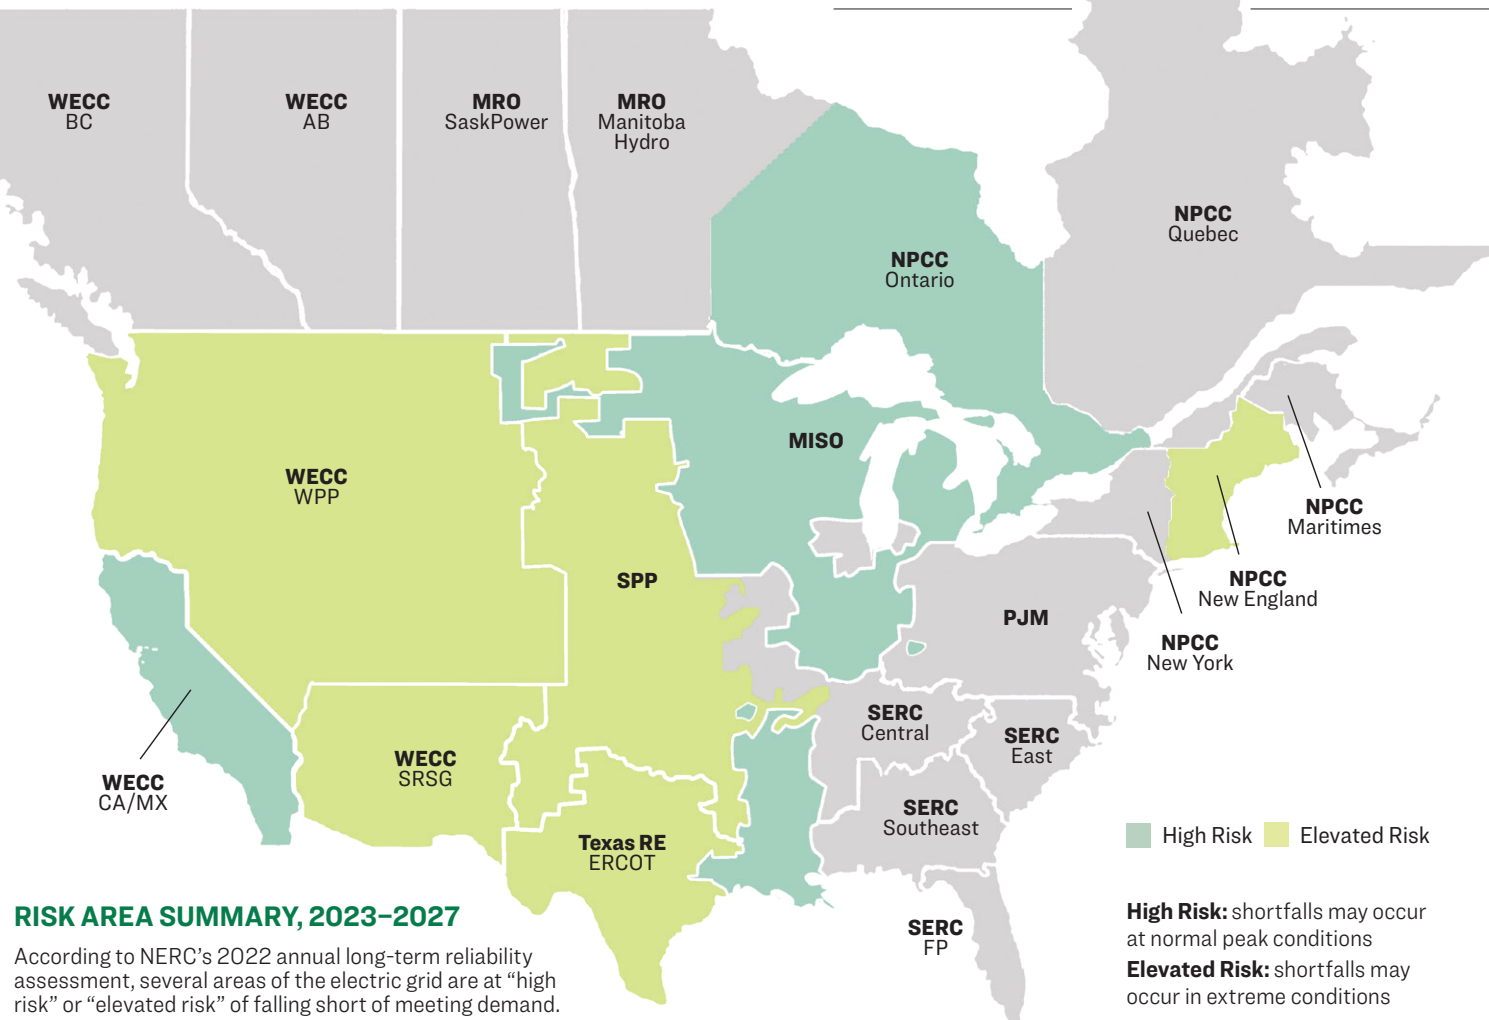 WECC
BC
WECC
AB
MRO
SaskPower
MRO
Manitoba
Hydro
NPCC
Quebec
NPCC
Ontario
MISO
WECC
WPP
NPCC
Maritimes
SPP
NPCC
New England
PJM
NPCC
New York
SERC
Central
SERC
East
WECC
SRSG
WECC
CA/MX
SERC
Southeast
Texas RE
ERCOT
High Risk
Elevated Risk
SERC
FP
RISK AREA SUMMARY, 2023–2027
According to NERC’s 2022 annual long-term reliability
assessment, several areas of the electric grid are at “high
risk” or “elevated risk” of falling short of meeting demand.
High Risk: shortfalls may occur
at normal peak conditions
Elevated Risk: shortfalls may
occur in extreme conditions